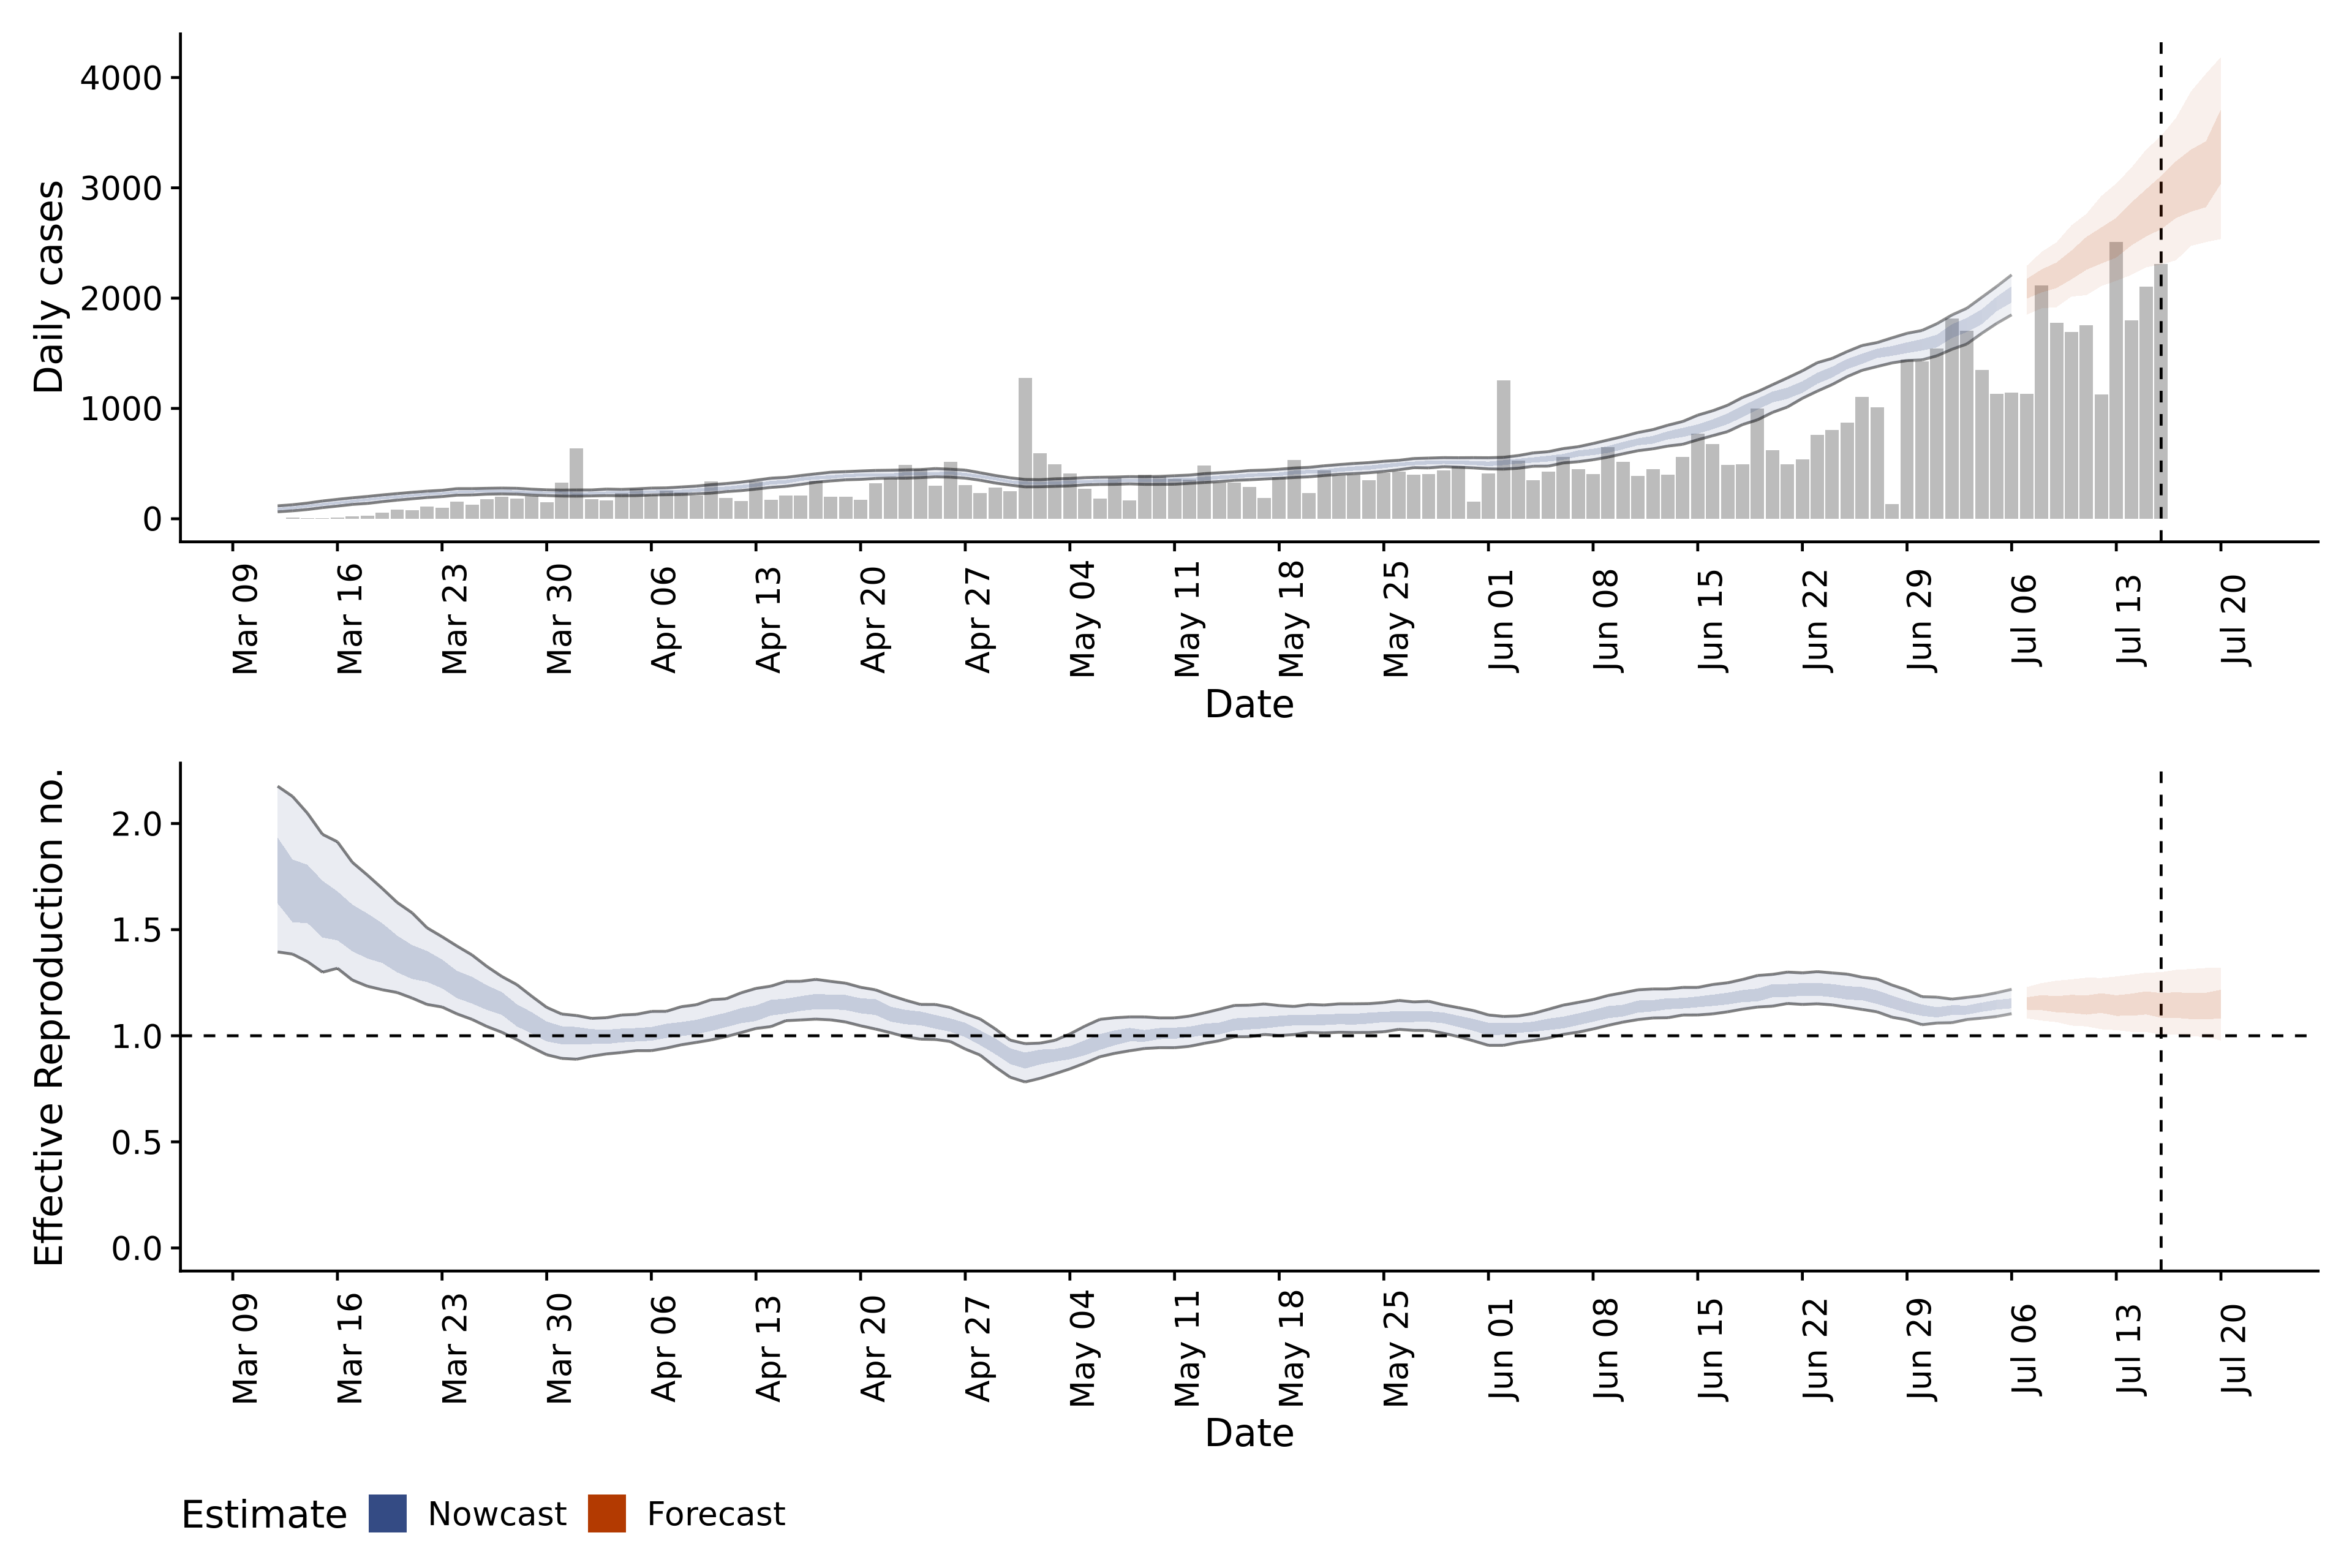 Daily cases
4000
3000
2000
1000
0
Mar 09
Mar 16
Mar 23
Mar 30
Apr 06
Apr 13
Apr 20
Apr 27
May 04
May 11
May 18
May 25
Jun 01
Jun 08
Jun 15
Jun 22
Jun 29
Jul 06
Jul 13
Jul 20
Date
Effective Reproduction no.
2.0
1.5
1.0
0.5
0.0
Mar 09
Mar 16
Mar 23
Mar 30
Apr 06
Apr 13
Apr 20
Apr 27
May 04
May 11
May 18
May 25
Jun 01
Jun 08
Jun 15
Jun 22
Jun 29
Jul 06
Jul 13
Jul 20
Date
Estimate Nowcast Forecast